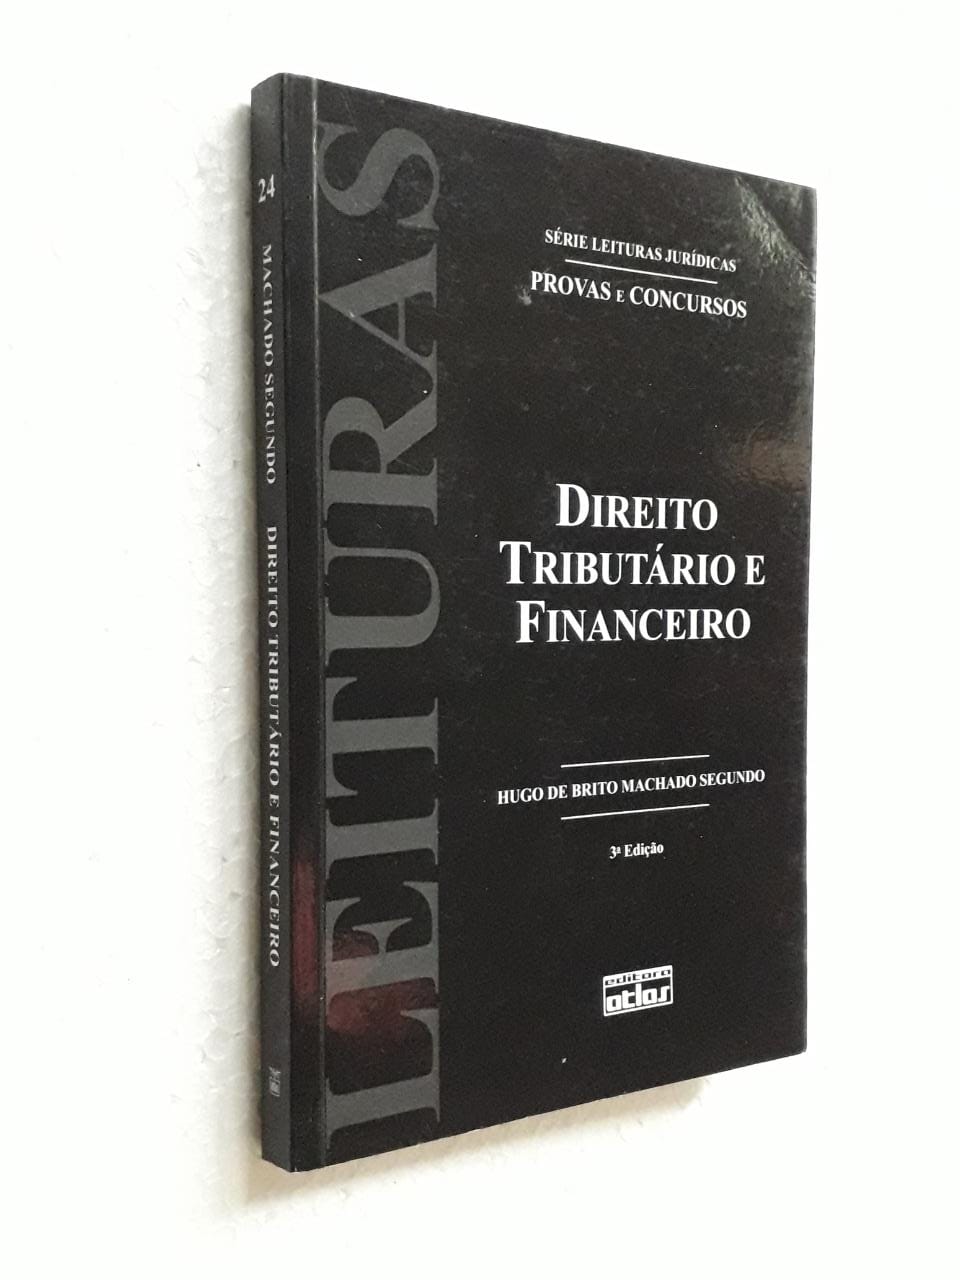 24
MACHADO SEGUNDO
DIREITO TRIBUTÁRIO E FINANCEIRO
LEITURAS
SÉRIE LEITURAS JURÍDICAS
PROVAS E CONCURSOS
DIREITO
TRIBUTÁRIO E
FINANCEIRO
HUGO DE BRITO MACHADO SEGUNDO
3ª Edição
editora
atlas